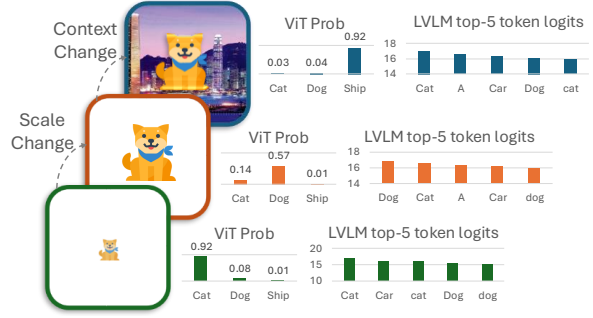 Context
Change
ViT Prob
0.92
0.03
0.04
Cat
Dog
Ship
LVLM top-5 token logits
18
16
14
Cat
A
Car
Dog
cat
Scale
Change
ViT Prob
0.57
0.14
0.01
Cat
Dog
Ship
LVLM top-5 token logits
18
16
14
Dog
Cat
A
Car
dog
ViT Prob
0.92
0.08
0.01
Cat
Dog
Ship
LVLM top-5 token logits
20
15
10
Cat
Car
cat
Dog
dog